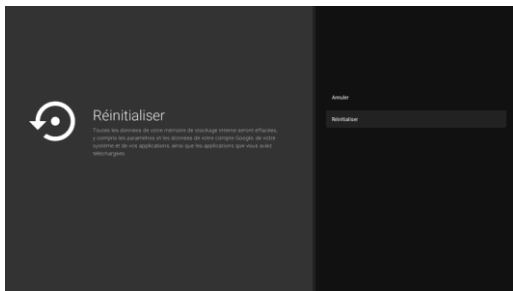 Réinitialiser
Toutes les données de votre mémoire de stockage interne seront effacées,
y compris les paramètres et les données de votre compte Google, de votre
système et de vos applications, ainsi que les applications que vous avez
téléchargées.
Annuler
Réinitialiser